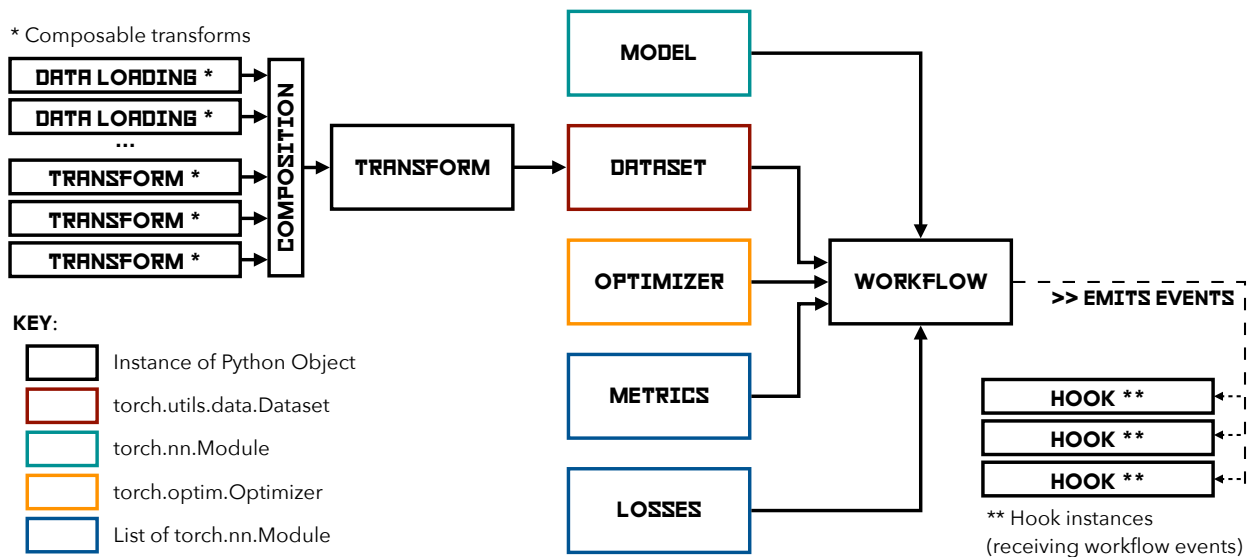 * Composable transforms
DATA LOADING *
DATA LOADING *
...
TRANSFORM *
TRANSFORM *
TRANSFORM *
COMPOSITION
TRANSFORM
MODEL
DATASET
OPTIMIZER
METRICS
LOSSES
WORKFLOW
>> EMITS EVENTS
HOOK **
HOOK **
HOOK **
** Hook instances
(receiving workflow events)
KEY:
Instance of Python Object
torch.utils.data.Dataset
torch.nn.Module
torch.optim.Optimizer
List of torch.nn.Module